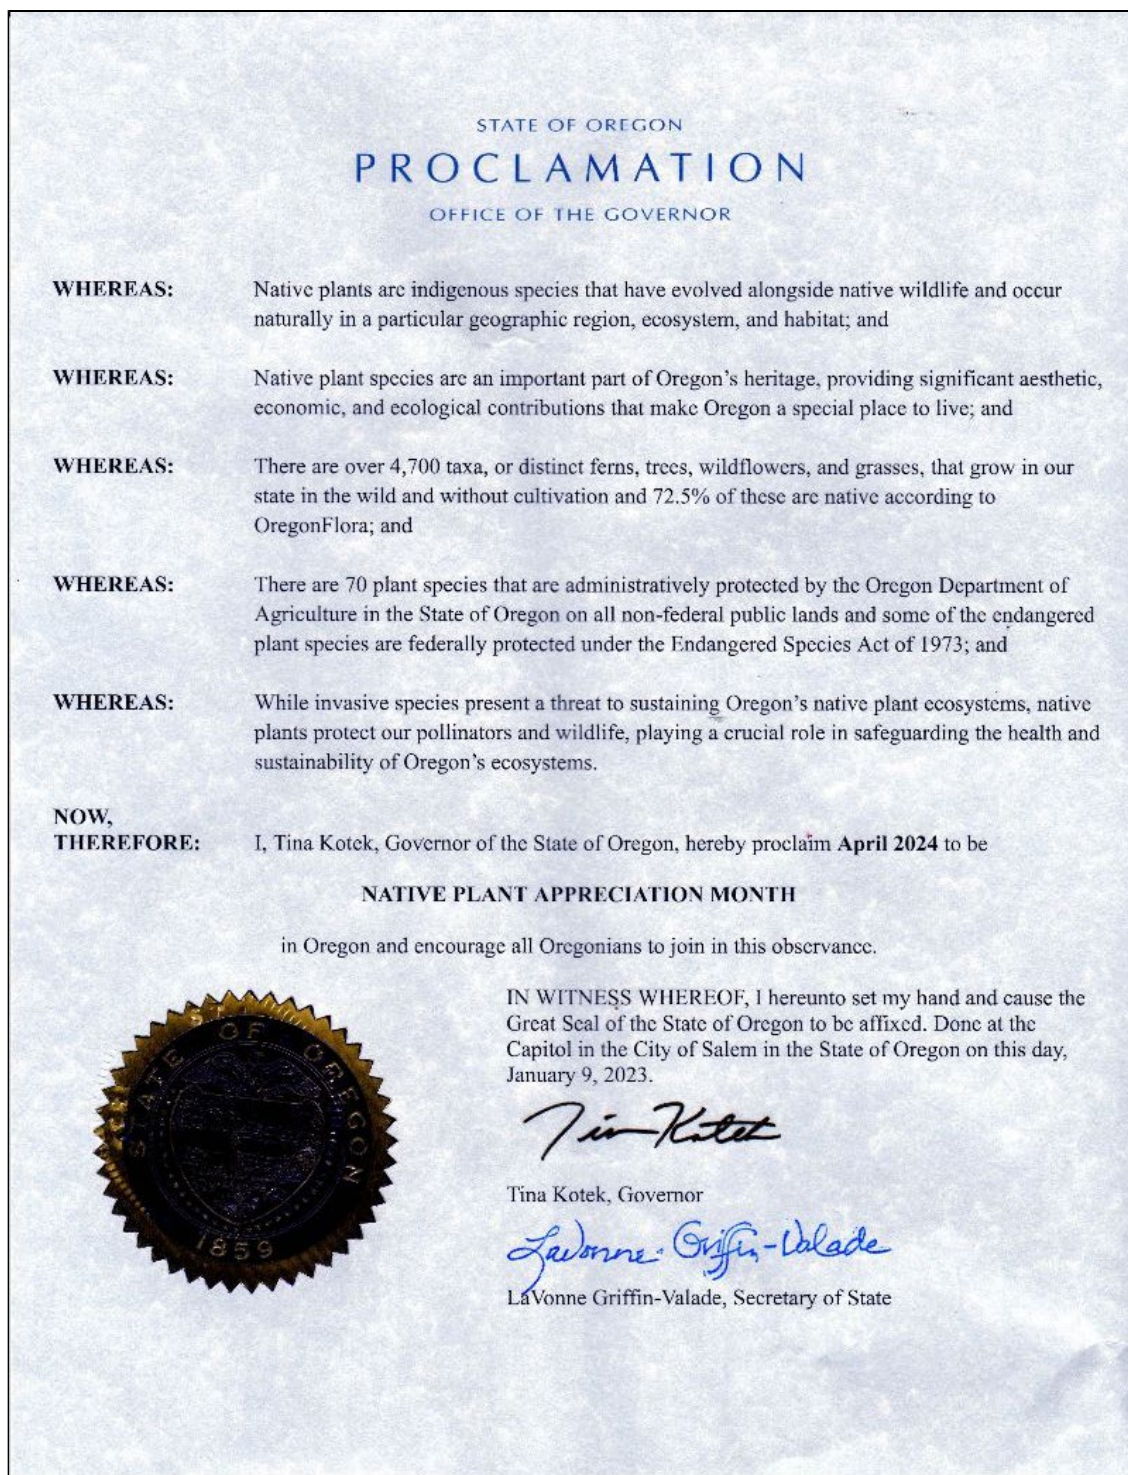 STATE OF OREGON
PROCLAMATION
OFFICE OF THE GOVERNOR
WHEREAS: Native plants are indigenous species that have evolved alongside native wildlife and occur
naturally in a particular geographic region, ecosystem, and habitat; and
WHEREAS: Native plant species are an important part of Oregon's heritage, providing significant aesthetic,
economic, and ecological contributions that make Oregon a special place to live; and
WHEREAS: There are over 4,700 taxa, or distinct ferns, trees, wildflowers, and grasses, that grow in our
state in the wild and without cultivation and 72.5% of these are native according to
OregonFlora; and
WHEREAS: There are 70 plant species that are administratively protected by the Oregon Department of
Agriculture in the State of Oregon on all non-federal public lands and some of the endangered
plant species are federally protected under the Endangered Species Act of 1973; and
WHEREAS: While invasive species present a threat to sustaining Oregon's native plant ecosystems, native
plants protect our pollinators and wildlife, playing a crucial role in safeguarding the health and
sustainability of Oregon's ecosystems.
NOW,
THEREFORE: I, Tina Kotek, Governor of the State of Oregon, hereby proclaim April 2024 to be
NATIVE PLANT APPRECIATION MONTH
in Oregon and encourage all Oregonians to join in this observance.
IN WITNESS WHEREOF, I hereunto set my hand and cause the
Great Seal of the State of Oregon to be affixed. Done at the
Capitol in the City of Salem in the State of Oregon on this day,
January 9, 2023.
Tina Kotek
Tina Kotek, Governor
LaVonne Griffin-Valade
LaVonne Griffin-Valade, Secretary of State
STATE OF OREGON
1859